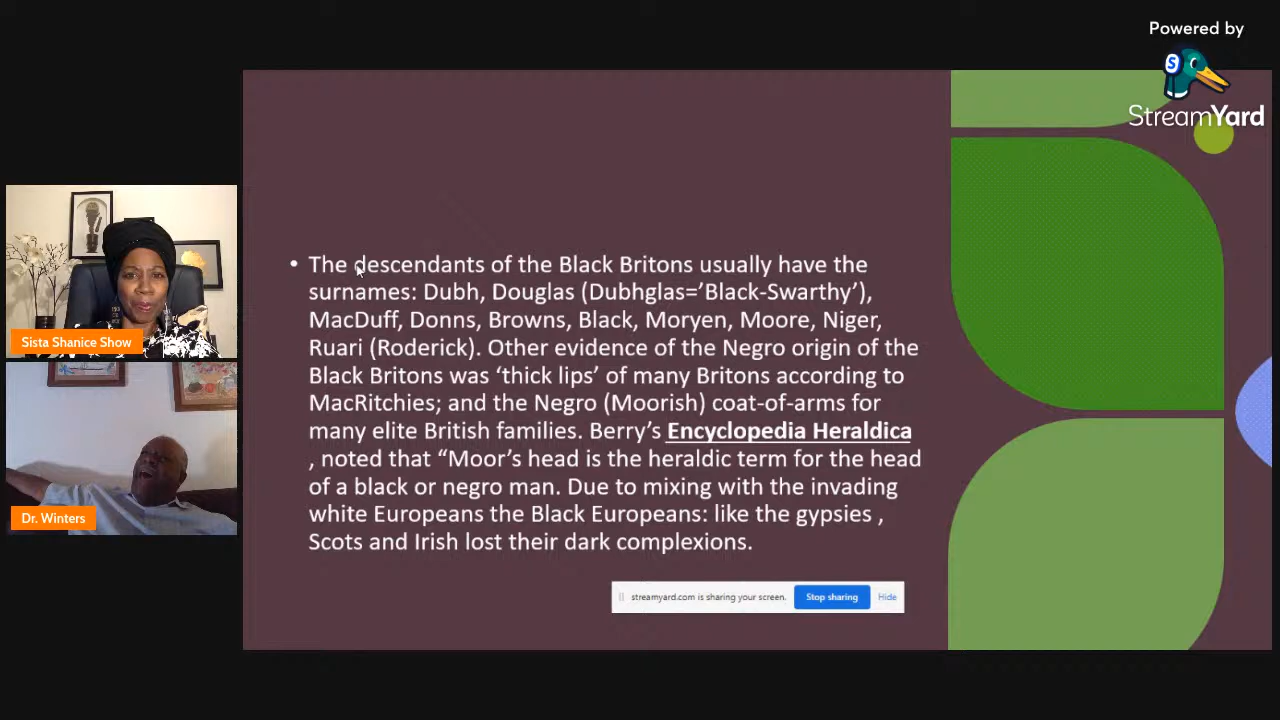 Powered by
StreamYard
• The descendants of the Black Britons usually have the
surnames: Dubh, Douglas (Dubhglas=’Black-Swarthy’),
MacDuff, Donns, Browns, Black, Moryen, Moore, Niger,
Ruari (Roderick). Other evidence of the Negro origin of the
Black Britons was ‘thick lips’ of many Britons according to
MacRitchies; and the Negro (Moorish) coat-of-arms for
many elite British families. Berry’s Encyclopedia Heraldica
, noted that “Moor’s head is the heraldic term for the head
of a black or negro man. Due to mixing with the invading
white Europeans the Black Europeans: like the gypsies ,
Scots and Irish lost their dark complexions.
Sista Shanice Show
Dr. Winters
streamyard.com is sharing your screen. Stop sharing Hide